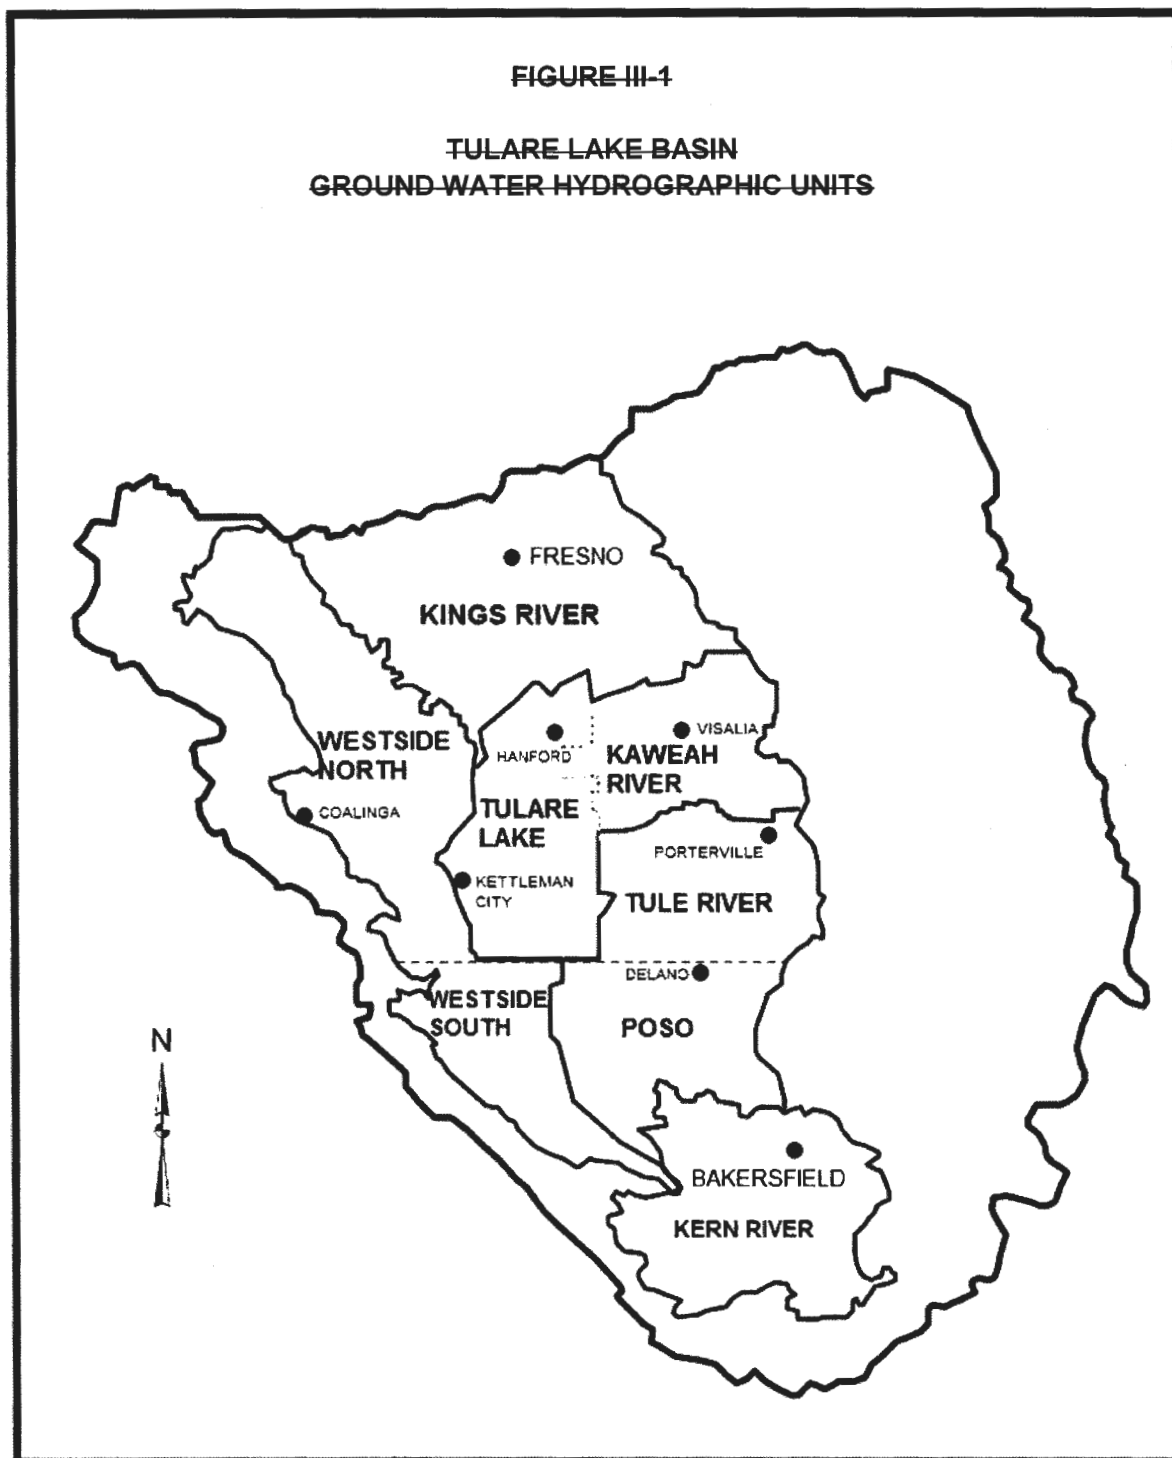 FIGURE III-1
TULARE LAKE BASIN
GROUND WATER HYDROGRAPHIC UNITS
FRESNO
KINGS RIVER
WESTSIDE
NORTH
HANFORD
VISALIA
KAWEAH
RIVER
COALINGA
TULARE
LAKE
PORTERVILLE
KETTLEMAN
CITY
TULE RIVER
DELANO
WESTSIDE
SOUTH
POSO
N
BAKERSFIELD
KERN RIVER